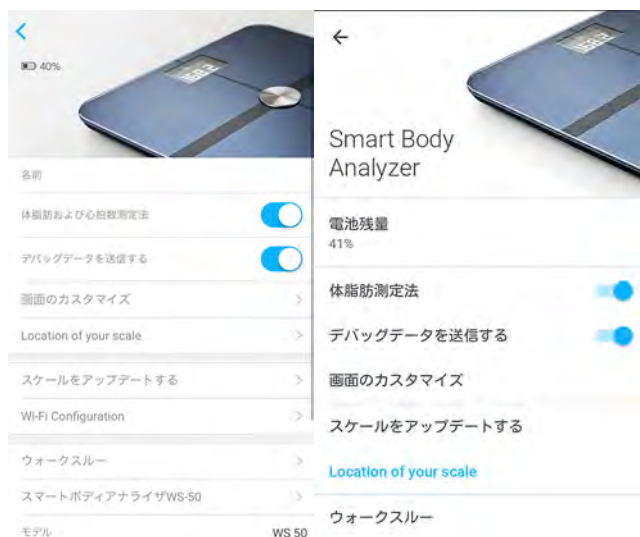 40%
名前
体脂肪および心拍数測定法
デバッグデータを送信する
画面のカスタマイズ
Location of your scale
スケールをアップデートする
Wi-Fi Configuration
ウォークスルー
スマートボディアナライザWS-50
モデル
WS 50
Smart Body
Analyzer
電池残量
41%
体脂肪測定法
デバッグデータを送信する
画面のカスタマイズ
スケールをアップデートする
Location of your scale
ウォークスルー